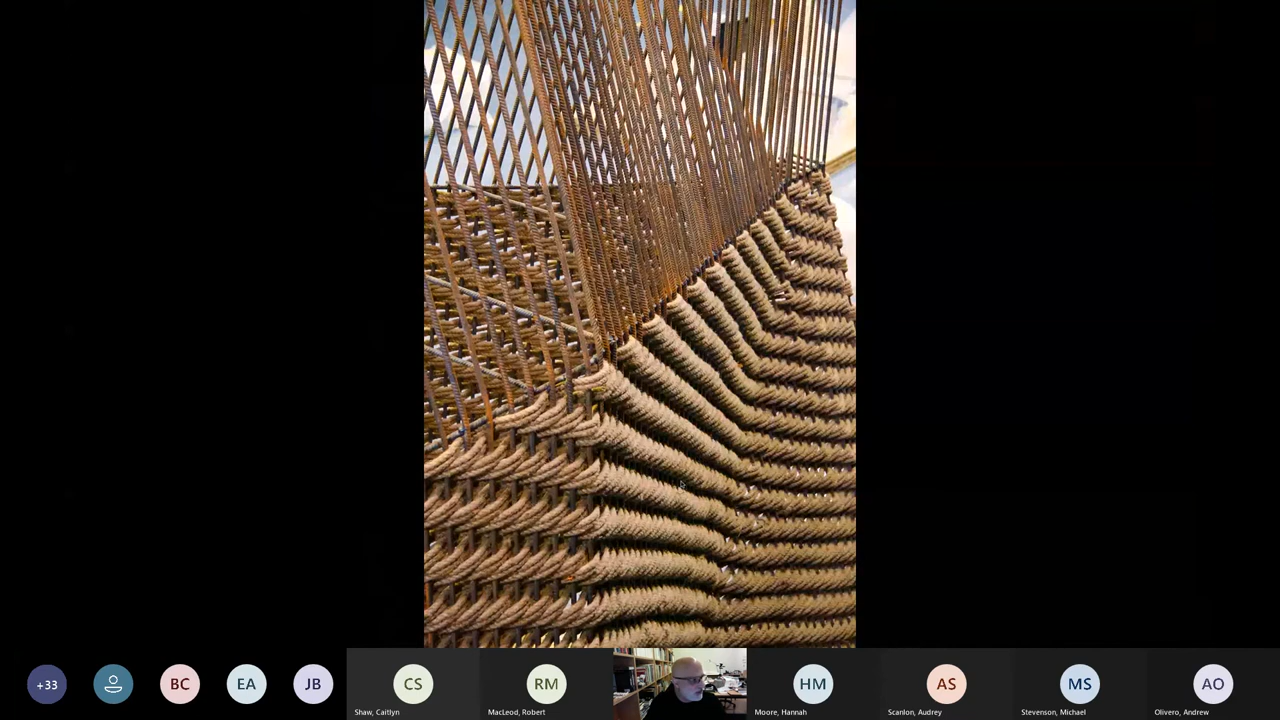 +33
BC
EA
JB
CS
Shaw, Caitlyn
RM
MacLeod, Robert
HM
Moore, Hannah
AS
Scanlon, Audrey
MS
Stevenson, Michael
AO
Olivero, Andrew